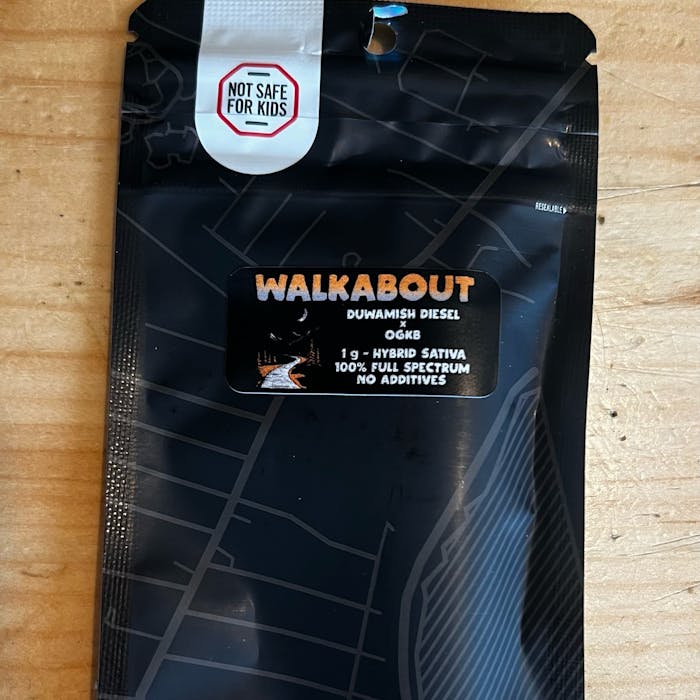 NOT SAFE
FOR KIDS
RESEALABLE
WALKABOUT
DUWAMISH DIESEL
x
OGKB
1 g - HYBRID SATIVA
100% FULL SPECTRUM
NO ADDITIVES